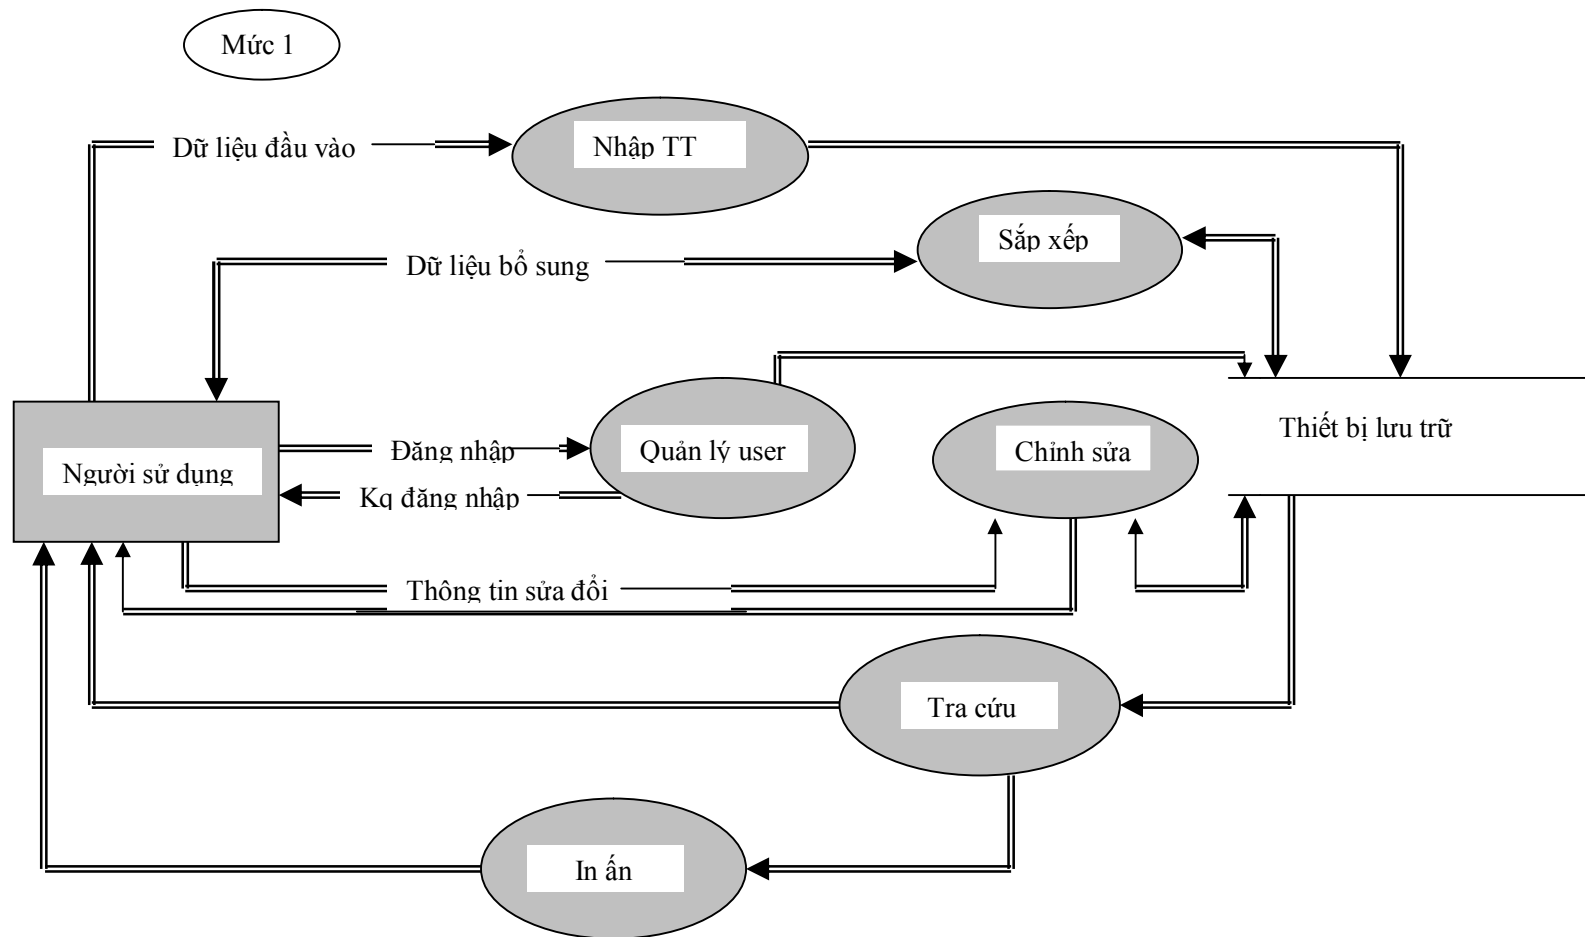 Mức 1
Dữ liệu đầu vào
Nhập TT
Sắp xếp
Dữ liệu bổ sung
Thiết bị lưu trữ
Đăng nhập
Quản lý user
Chỉnh sửa
Người sử dụng
Kq đăng nhập
Thông tin sửa đổi
Tra cứu
In ấn